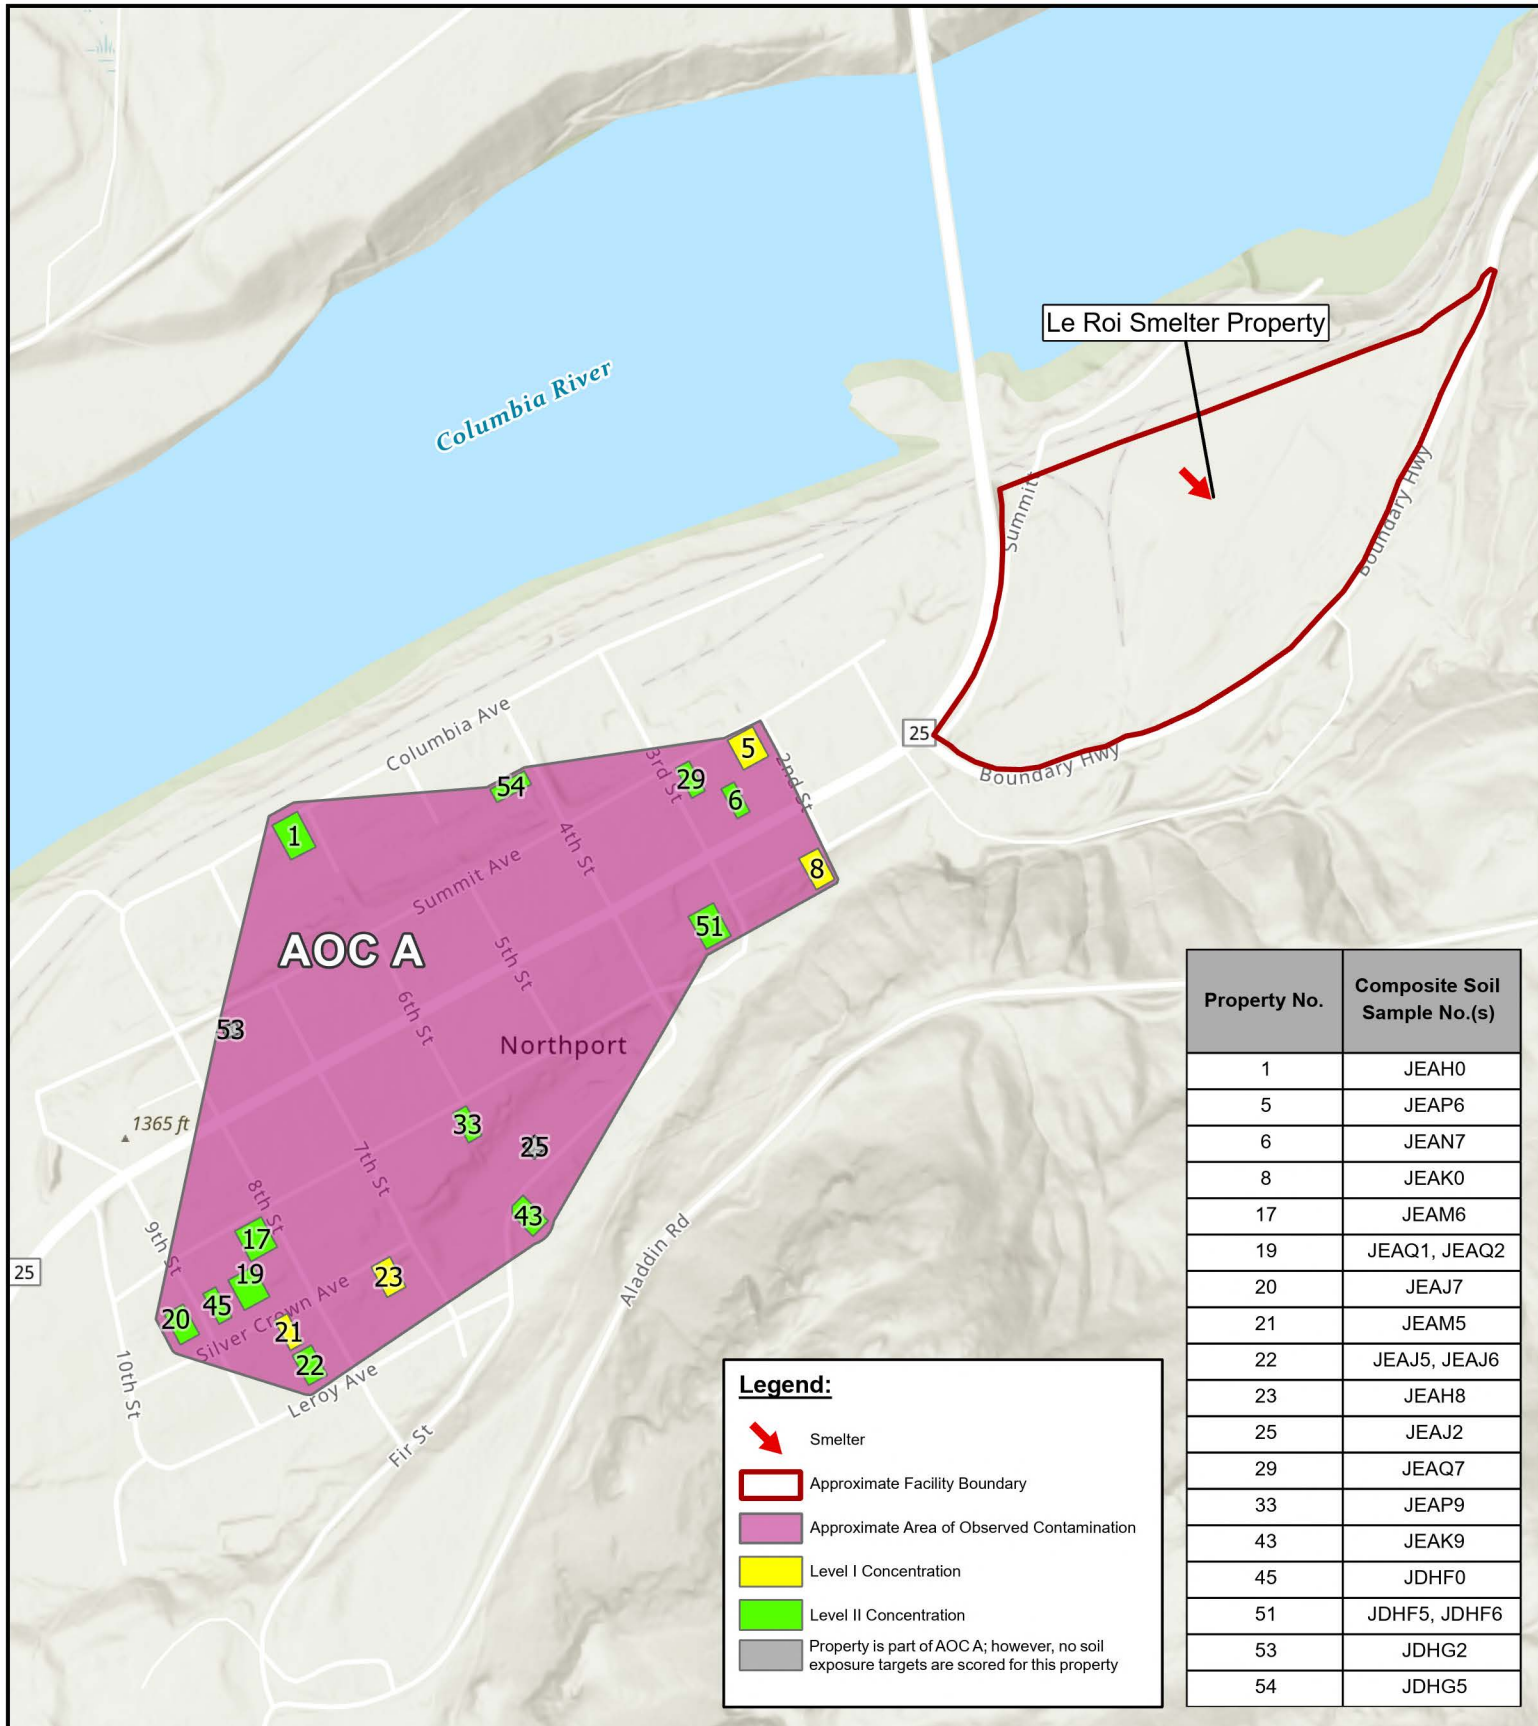 Le Roi Smelter Property
Columbia River
Summit
Boundary Hwy
25
Boundary Hwy
Columbia Ave
5
2nd St
3rd St
29
6
54
1
4th St
Summit Ave
8
51
AOC A
5th St
6th St
53
Northport
1365 ft
33
25
7th St
8th St
43
9th St
17
19
23
45
20
Silver Crown Ave
21
22
25
10th St
Leroy Ave
Fir St
Aladdin Rd
Property No. Composite Soil
Sample No.(s)
1 JEAH0
5 JEAP6
6 JEAN7
8 JEAK0
17 JEAM6
19 JEAQ1, JEAQ2
20 JEAJ7
21 JEAM5
22 JEAJ5, JEAJ6
23 JEAH8
25 JEAJ2
29 JEAQ7
33 JEAP9
43 JEAK9
45 JDHF0
51 JDHF5, JDHF6
53 JDHG2
54 JDHG5
Legend:
Smelter
Approximate Facility Boundary
Approximate Area of Observed Contamination
Level I Concentration
Level II Concentration
Property is part of AOC A; however, no soil
exposure targets are scored for this property